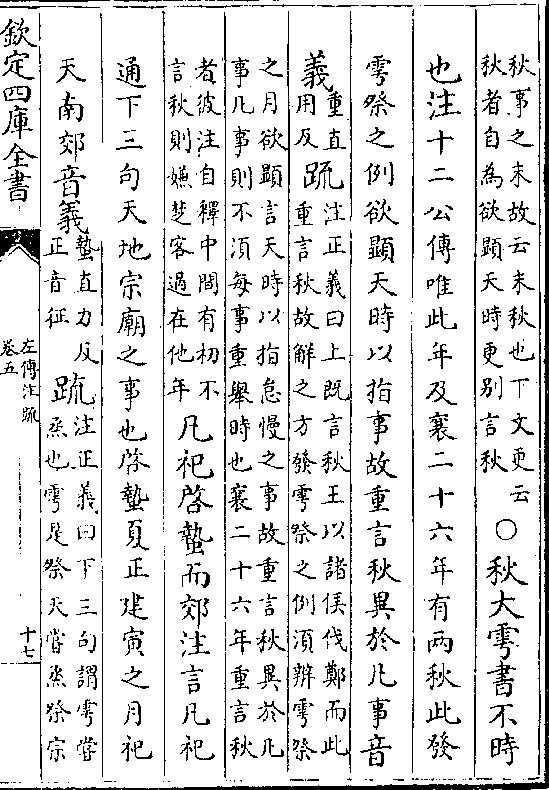 秋事之末故云末秋也下文更云
秋者自為欲顯天時更別言秋
○秋大雩書不時
也注十二公傳唯此年及襄二十六年有兩秋此發
雩祭之例欲顯天時以指事故重言秋異於凡事音
義
重直
用反
疏
注正義曰上既言秋王以諸侯伐鄭而此
重言秋故解之方發雩祭之例須辨雩祭
之月欲顯言天時以指怠慢之事故重言秋異於凡
事凡事則不須每事重舉時也襄二十六年重言秋
者彼注自釋中間有初不
言秋則嫌楚客過在他年
凡祀啓蟄而郊注言凡祀
通下三句天地宗廟之事也啓蟄夏正建寅之月祀
天南郊音義
蟄直力反
正音征
疏
注正義曰下三句謂雩嘗
烝也雩是祭天嘗烝祭宗
欽定四庫全書
左傳注疏
卷五
十七